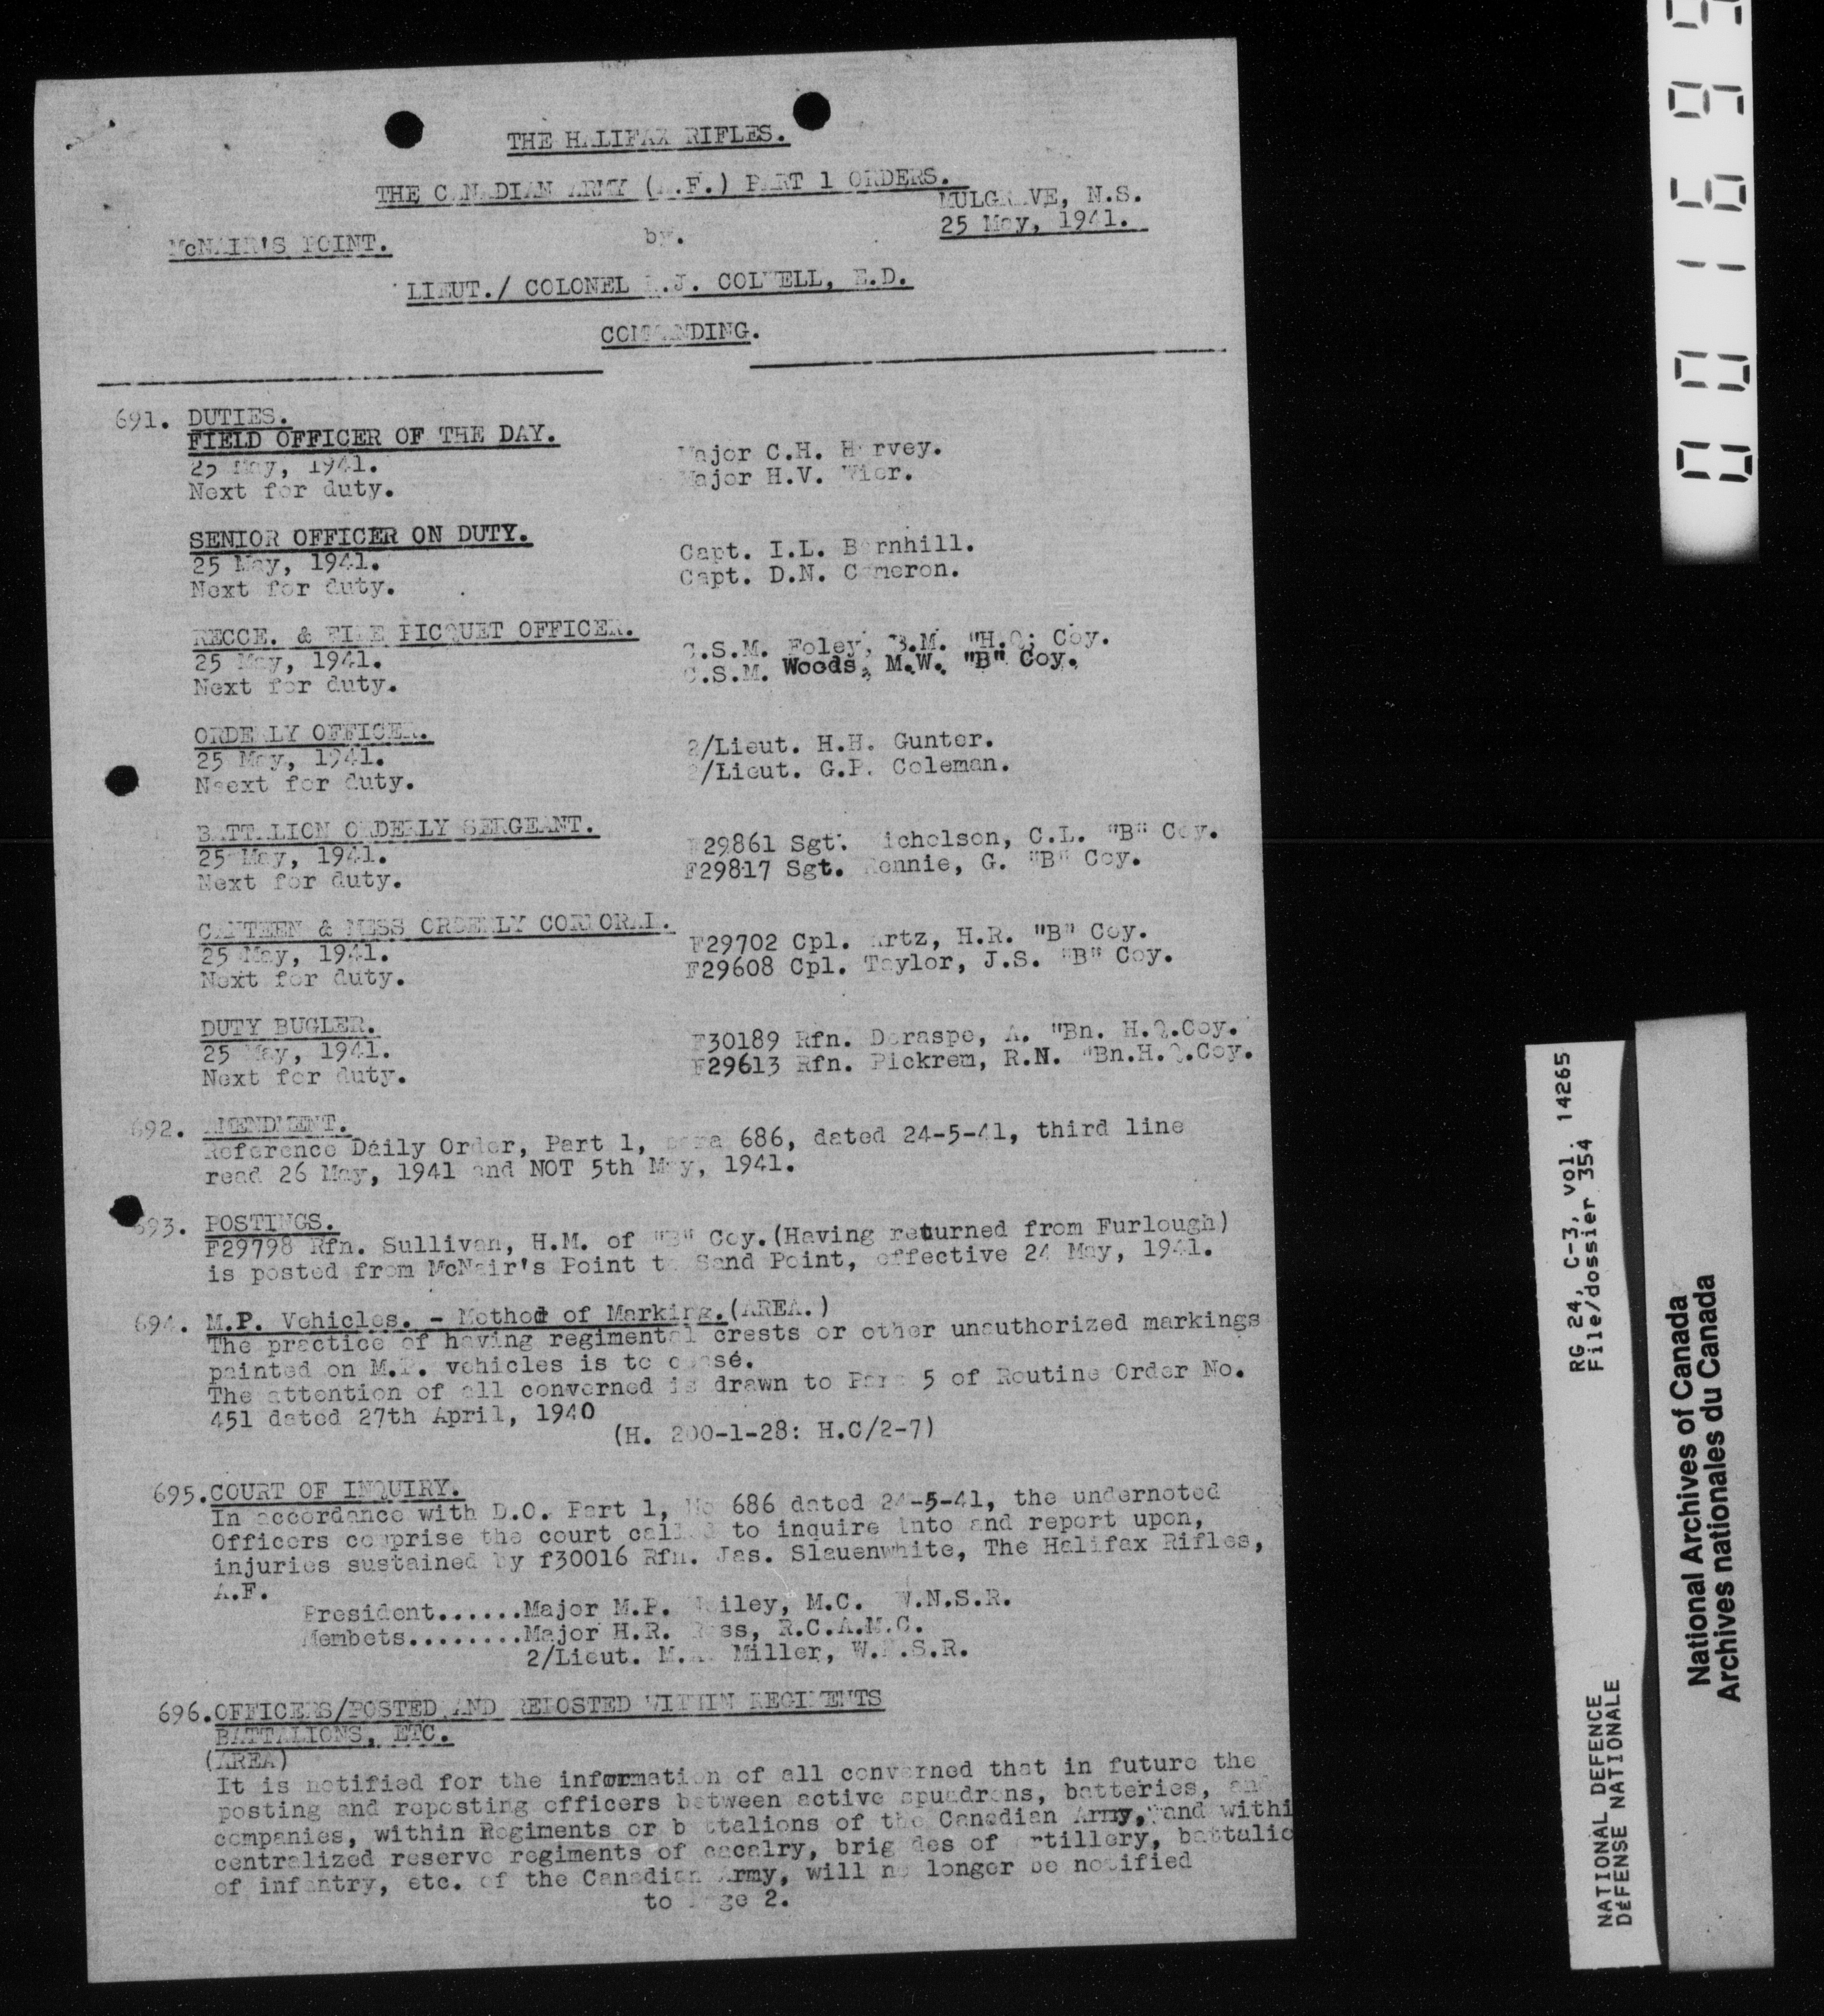 THE HALIFAX RIFLES.
THE CANADIAN ARMY (A.F.) PART 1 ORDERS.
MULGRAVE, N.S.
25 May, 1941.
McNAIR'S POINT.
by.
LIEUT./ COLONEL .J. COLWELL, E.D.
COMMANDING.
691. DUTIES.
FIELD OFFICER OF THE DAY.
25 May, 1941. Major C.H. Harvey.
Next for duty. Major H.V. Wier.
SENIOR OFFICER ON DUTY.
25 May, 1941. Capt. I.L. Barnhill.
Next for duty. Capt. D.N. Cameron.
RECCE. & FIRE PICQUET OFFICER.
25 May, 1941. C.S.M. Foley, B.M. "H.Q; Coy.
Next for duty. C.S.M. Woods, M.W. "B" Coy.
ORDERLY OFFICER.
25 May, 1941. 2/Lieut. H.H. Gunter.
Neext for duty. 2/Lieut. G.P. Coleman.
BATTALION ORDERLY SERGEANT.
25 May, 1941. F29861 Sgt. Nicholson, C.L. "B" Coy.
Next for duty. F29817 Sgt. Rennie, G. "B" Coy.
CANTEEN & MESS ORDERLY CORPORAL.
25 May, 1941. F29702 Cpl. Artz, H.R. "B" Coy.
Next for duty. F29608 Cpl. Taylor, J.S. "B" Coy.
DUTY BUGLER.
25 May, 1941. F30189 Rfn. Deraspe, A. "Bn. H.Q.Coy.
Next for duty. F29613 Rfn. Pickrem, R.N. "Bn.H.Q.Coy.
692. AMENDMENT.
Reference Daily Order, Part 1, para 686, dated 24-5-41, third line
read 26 May, 1941 and NOT 5th May, 1941.
693. POSTINGS.
F29798 Rfn. Sullivan, H.M. of "B" Coy.(Having returned from Furlough)
is posted from McNair's Point to Sand Point, effective 24 May, 1941.
694. M.P. Vehicles. - Method of Marking.(AREA.)
The practice of having regimental crests or other unauthorized markings
painted on M.P. vehicles is to cease.
The attention of all converned is drawn to Para 5 of Routine Order No.
451 dated 27th April, 1940
(H. 200-1-28: H.C/2-7)
695.COURT OF INQUIRY.
In accordance with D.O. Part 1, No 686 dated 24-5-41, the undernoted
Officers comprise the court called to inquire into and report upon,
injuries sustained by f30016 Rfn. Jas. Slauenwhite, The Halifax Rifles,
A.F.
President......Major M.P. M.C. W.N.S.R.
Membets........Major H.R. Ross, R.C.A.M.C.
2/Lieut. Miller, W.N.S.R.
696.OFFICERS/POSTED AND REPOSTED WITHIN REGIMENTS
BATTALIONS, ETC.
(AREA)
It is notified for the information of all converned that in future the
posting and reposting officers between active squadrons, batteries, and
companies, within Regiments or battalions of the Canadian Army, and withi
centralized reserve regiments of cacalry, brigades of artillery, battalio
of infantry, etc. of the Canadian Army, will no longer be notified
to Page 2.
001699
RG 24, C-3, vol. 14265
File/dossier 354
NATIONAL DEFENCE
DÉFENSE NATIONALE
National Archives of Canada
Archives nationales du Canada